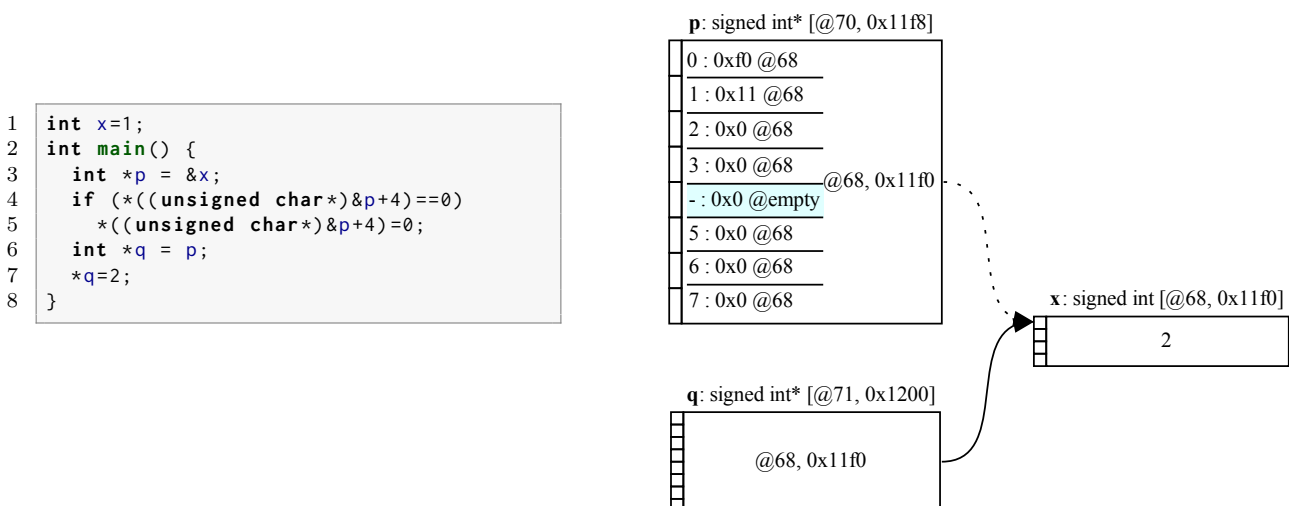 1 int x=1;
2 int main() {
3   int *p = &x;
4   if (*((unsigned char*)&p+4)==0)
5     *((unsigned char*)&p+4)=0;
6   int *q = p;
7   *q=2;
8 }
p: signed int* [@70, 0x11f8]
0 : 0xf0 @68
1 : 0x11 @68
2 : 0x0 @68
3 : 0x0 @68
@68, 0x11f0
- : 0x0 @empty
5 : 0x0 @68
6 : 0x0 @68
7 : 0x0 @68
x: signed int [@68, 0x11f0]
2
q: signed int* [@71, 0x1200]
@68, 0x11f0